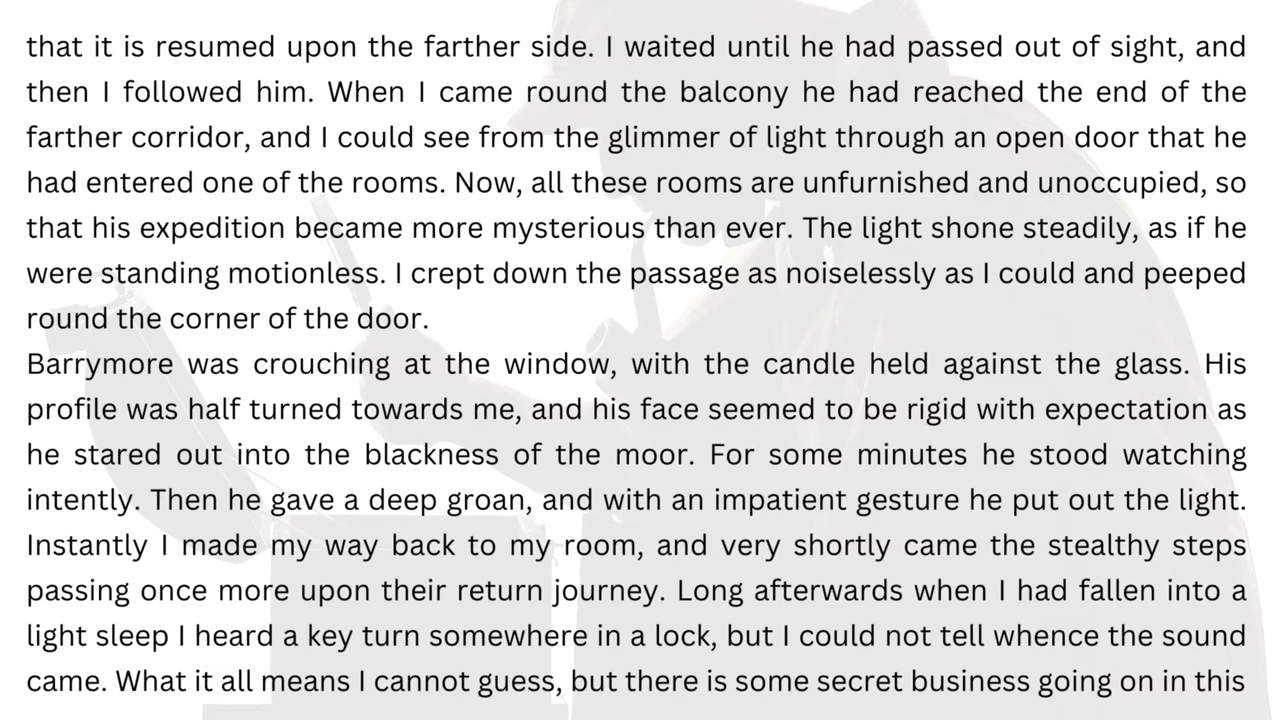 that it is resumed upon the farther side. I waited until he had passed out of sight, and
then I followed him. When I came round the balcony he had reached the end of the
farther corridor, and I could see from the glimmer of light through an open door that he
had entered one of the rooms. Now, all these rooms are unfurnished and unoccupied, so
that his expedition became more mysterious than ever. The light shone steadily, as if he
were standing motionless. I crept down the passage as noiselessly as I could and peeped
round the corner of the door.
Barrymore was crouching at the window, with the candle held against the glass. His
profile was half turned towards me, and his face seemed to be rigid with expectation as
he stared out into the blackness of the moor. For some minutes he stood watching
intently. Then he gave a deep groan, and with an impatient gesture he put out the light.
Instantly I made my way back to my room, and very shortly came the stealthy steps
passing once more upon their return journey. Long afterwards when I had fallen into a
light sleep I heard a key turn somewhere in a lock, but I could not tell whence the sound
came. What it all means I cannot guess, but there is some secret business going on in this